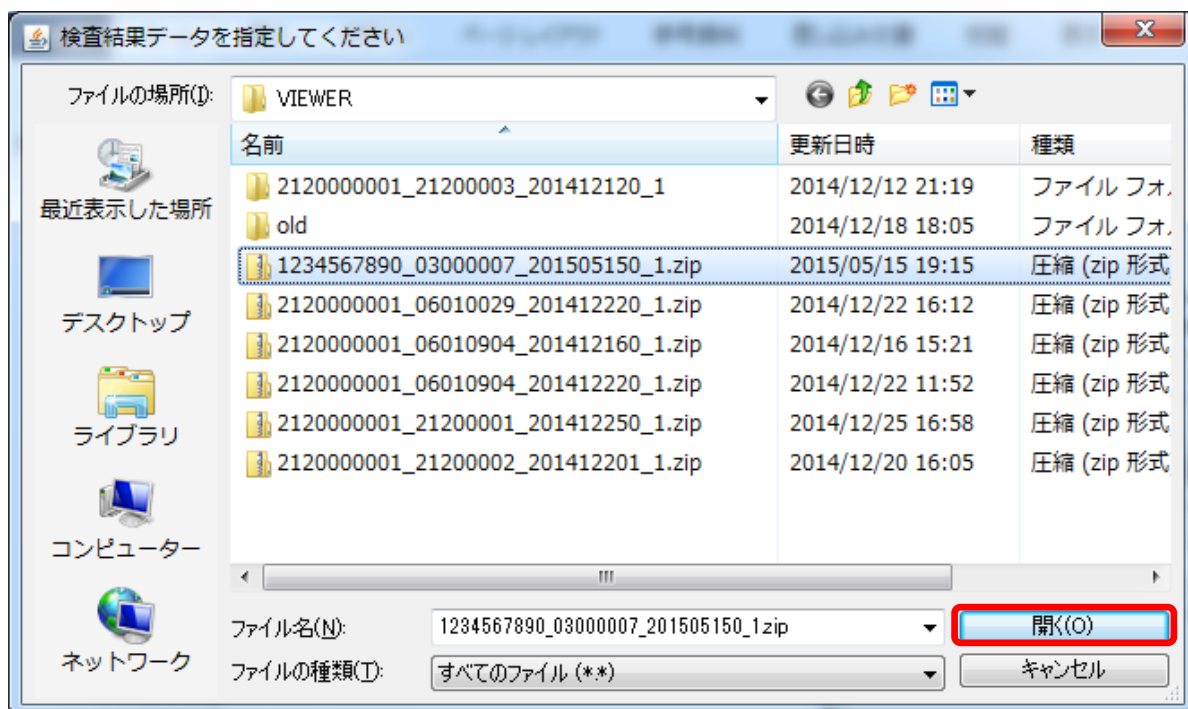 検査結果データを指定してください
ファイルの場所(I): VIEWER
名前 更新日時 種類
2120000001_21200003_201412120_1 2014/12/12 21:19 ファイル フォ
old 2014/12/18 18:05 ファイル フォ
1234567890_03000007_201505150_1.zip 2015/05/15 19:15 圧縮 (zip 形式
2120000001_06010029_201412220_1.zip 2014/12/22 16:12 圧縮 (zip 形式
2120000001_06010904_201412160_1.zip 2014/12/16 15:21 圧縮 (zip 形式
2120000001_06010904_201412220_1.zip 2014/12/22 11:52 圧縮 (zip 形式
2120000001_21200001_201412250_1.zip 2014/12/25 16:58 圧縮 (zip 形式
2120000001_21200002_201412201_1.zip 2014/12/20 16:05 圧縮 (zip 形式
最近表示した場所
デスクトップ
ライブラリ
コンピューター
ネットワーク
ファイル名(N): 1234567890_03000007_201505150_1zip 開く(O)
ファイルの種類(T): すべてのファイル (*.*) キャンセル